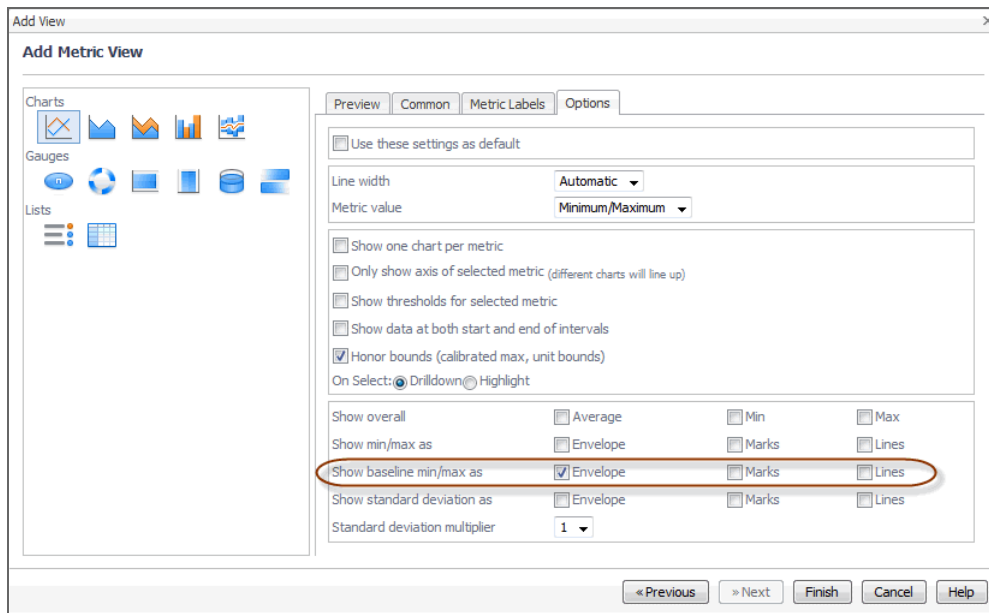 Add View
Add Metric View
Charts
Gauges
n
Lists
Preview Common Metric Labels Options
Use these settings as default
Line width Automatic
Metric value Minimum/Maximum
Show one chart per metric
Only show axis of selected metric (different charts will line up)
Show thresholds for selected metric
Show data at both start and end of intervals
Honor bounds (calibrated max, unit bounds)
On Select: Drilldown Highlight
Show overall Average Min Max
Show min/max as Envelope Marks Lines
Show baseline min/max as Envelope Marks Lines
Show standard deviation as Envelope Marks Lines
Standard deviation multiplier 1
« Previous » Next Finish Cancel Help